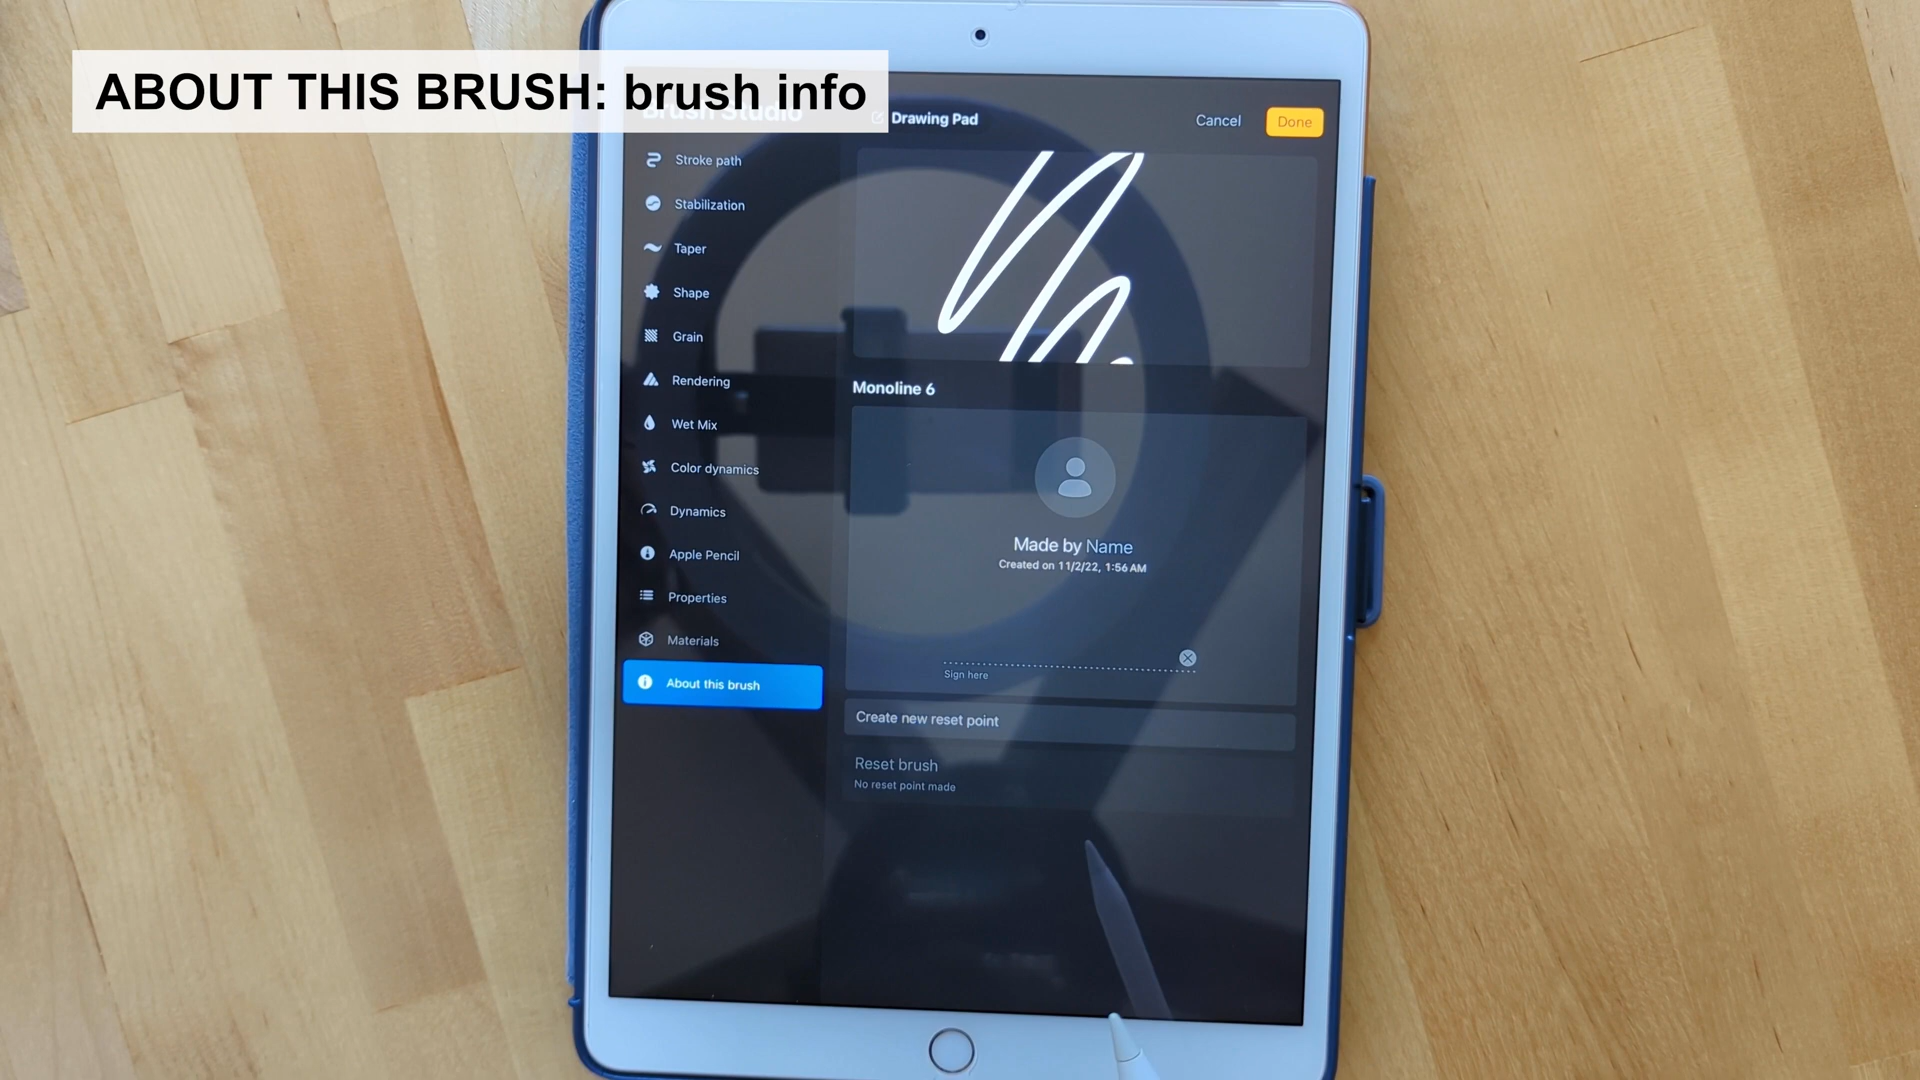 ABOUT THIS BRUSH: brush info
Brush Studio
Drawing Pad
Cancel
Done
Stroke path
Stabilization
Taper
Shape
Grain
Rendering
Wet Mix
Color dynamics
Dynamics
Apple Pencil
Properties
Materials
About this brush
Monoline 6
Made by Name
Created on 11/2/22, 1:56 AM
Sign here
Create new reset point
Reset brush
No reset point made